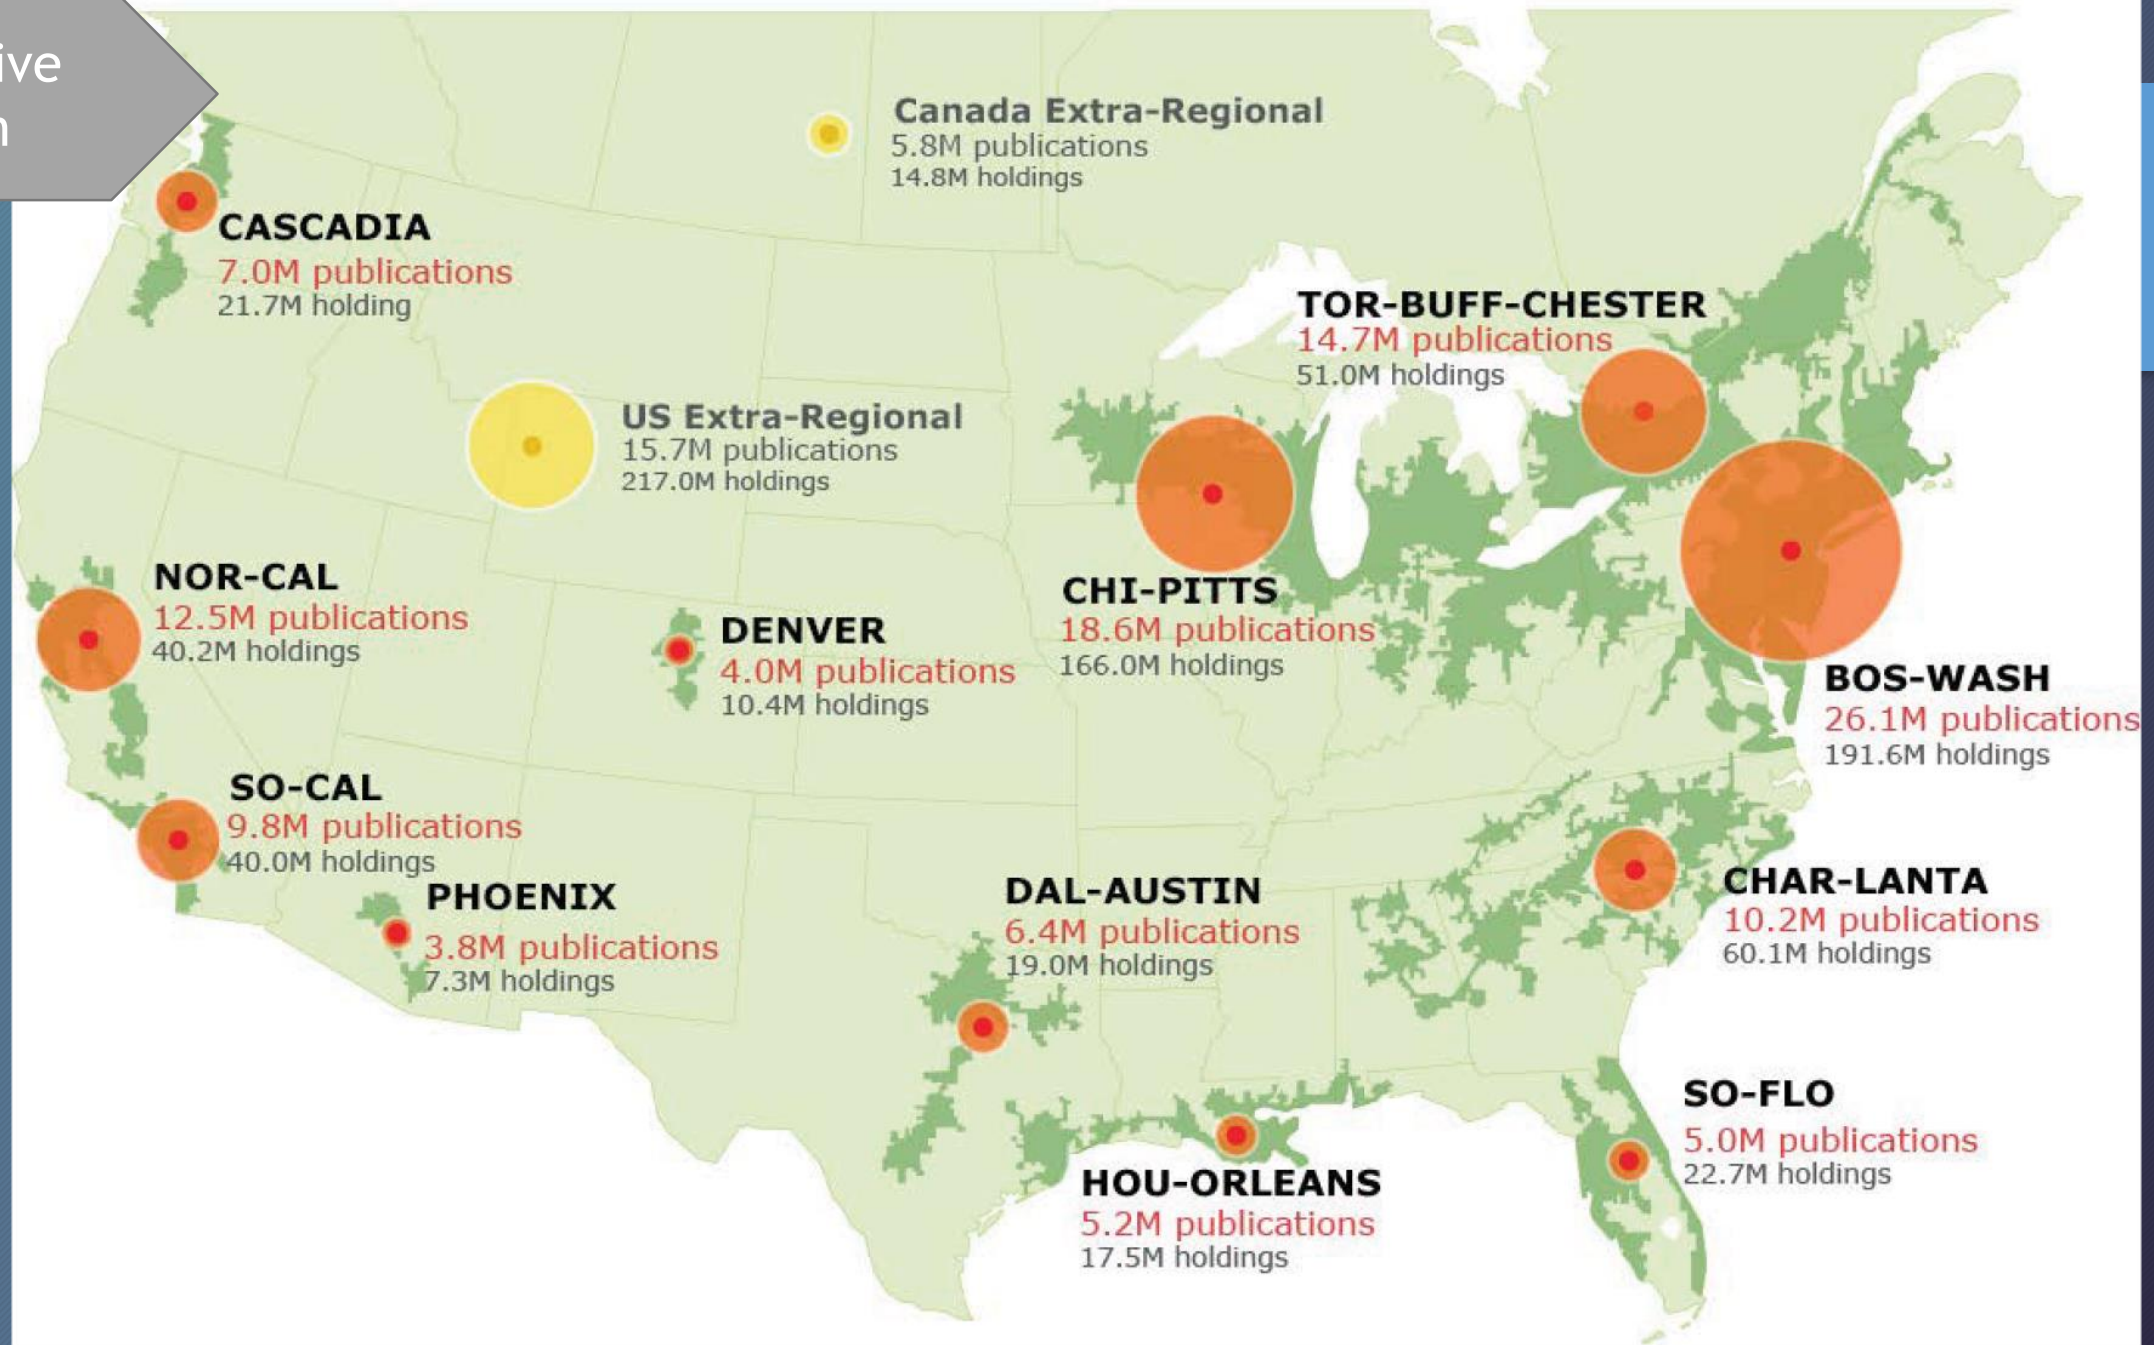 ive
n
Canada Extra-Regional
5.8M publications
14.8M holdings
CASCADIA
7.0M publications
21.7M holding
TOR-BUFF-CHESTER
14.7M publications
51.0M holdings
US Extra-Regional
15.7M publications
217.0M holdings
NOR-CAL
12.5M publications
40.2M holdings
DENVER
4.0M publications
10.4M holdings
CHI-PITTS
18.6M publications
166.0M holdings
BOS-WASH
26.1M publications
191.6M holdings
SO-CAL
9.8M publications
40.0M holdings
PHOENIX
3.8M publications
7.3M holdings
DAL-AUSTIN
6.4M publications
19.0M holdings
CHAR-LANTA
10.2M publications
60.1M holdings
SO-FLO
5.0M publications
22.7M holdings
HOU-ORLEANS
5.2M publications
17.5M holdings